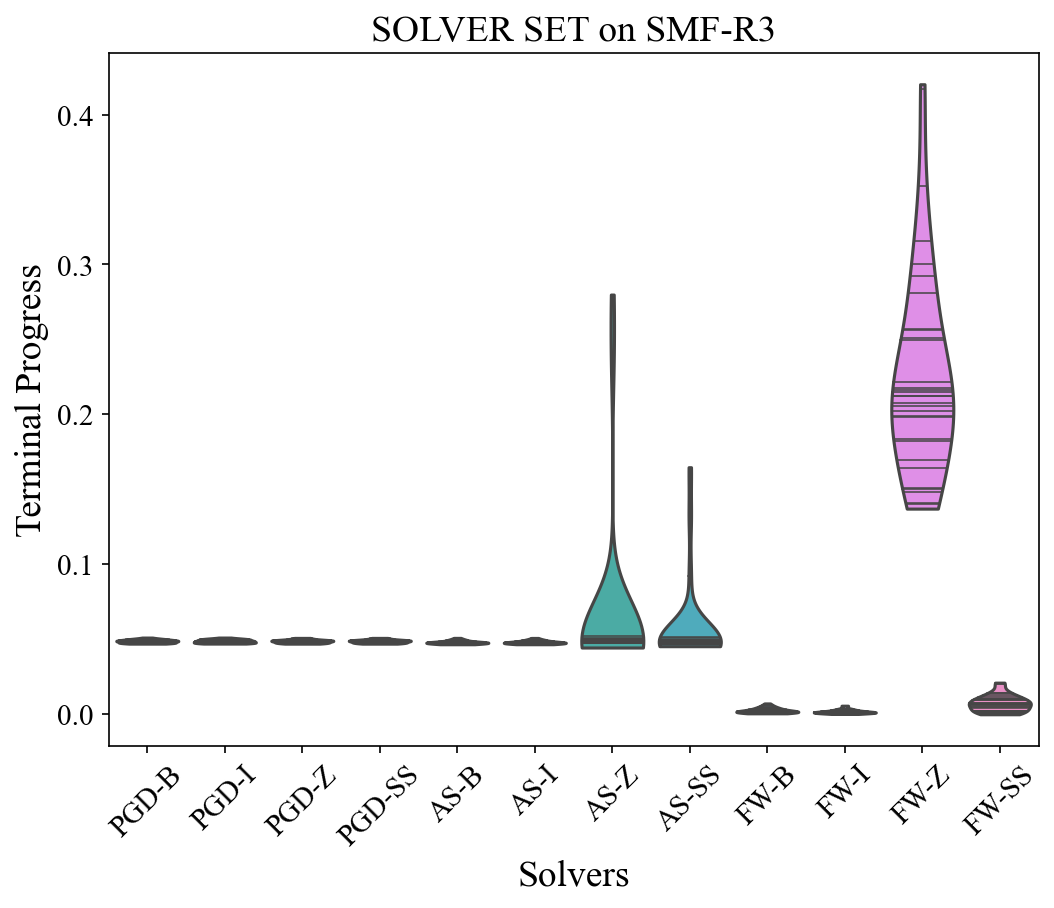 SOLVER SET on SMF-R3
Terminal Progress
0.4
0.3
0.2
0.1
0.0
PGD-B
PGD-I
PGD-Z
PGD-SS
AS-B
AS-I
AS-Z
AS-SS
FW-B
FW-I
FW-Z
FW-SS
Solvers